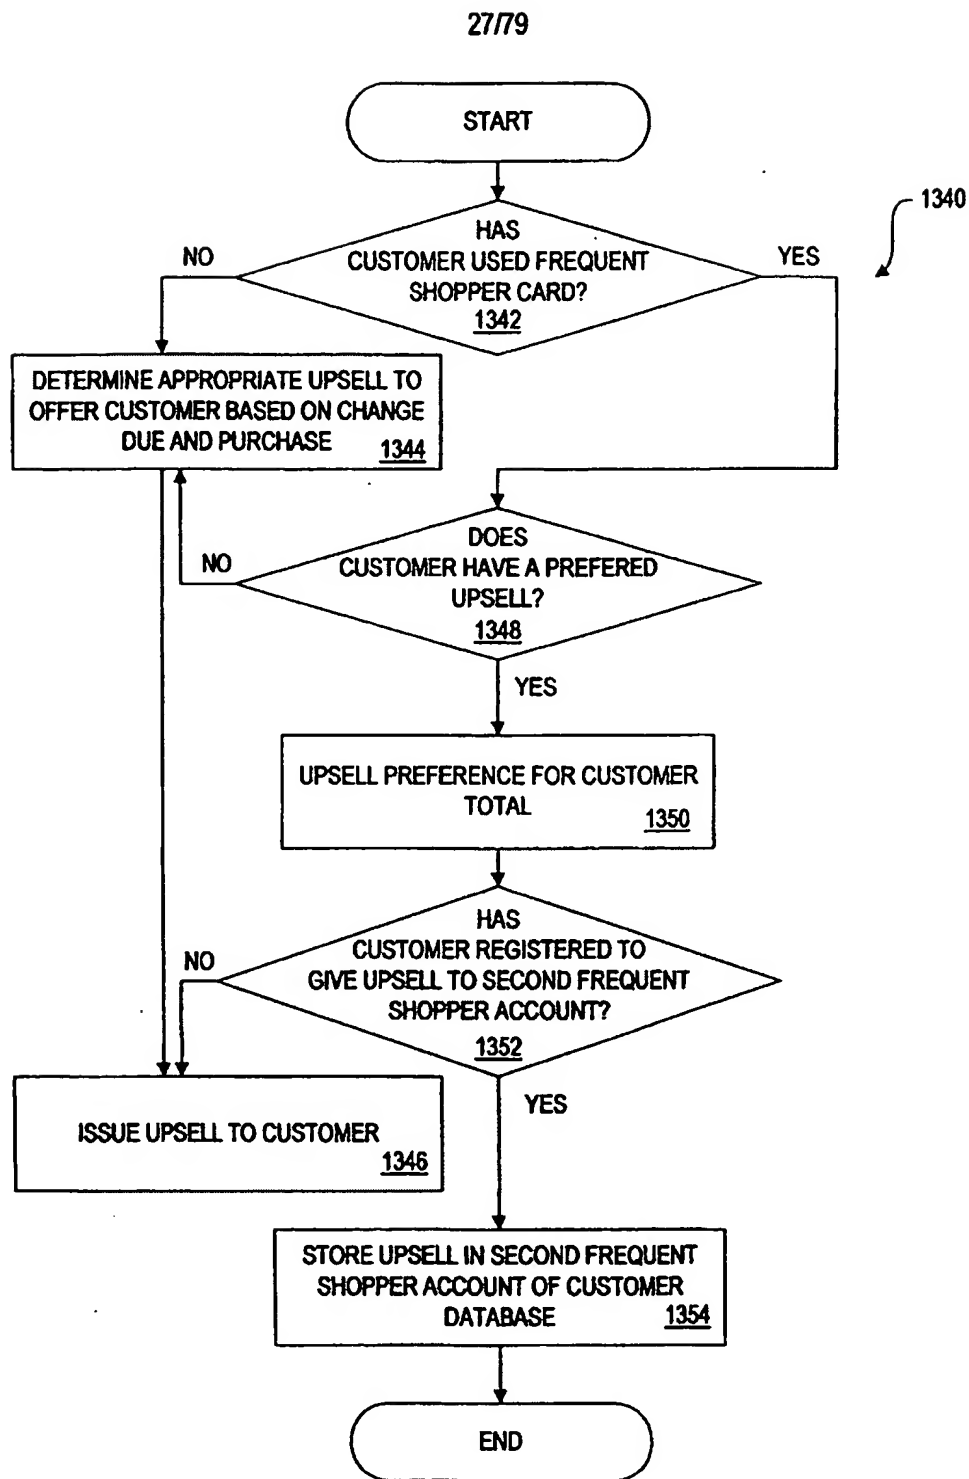 27/79
START
1340
HAS
CUSTOMER USED FREQUENT
SHOPPER CARD?
1342
NO
YES
DETERMINE APPROPRIATE UPSELL TO
OFFER CUSTOMER BASED ON CHANGE
DUE AND PURCHASE
1344
DOES
CUSTOMER HAVE A PREFERED
UPSELL?
1348
NO
YES
UPSELL PREFERENCE FOR CUSTOMER
TOTAL
1350
HAS
CUSTOMER REGISTERED TO
GIVE UPSELL TO SECOND FREQUENT
SHOPPER ACCOUNT?
1352
NO
YES
ISSUE UPSELL TO CUSTOMER
1346
STORE UPSELL IN SECOND FREQUENT
SHOPPER ACCOUNT OF CUSTOMER
DATABASE
1354
END